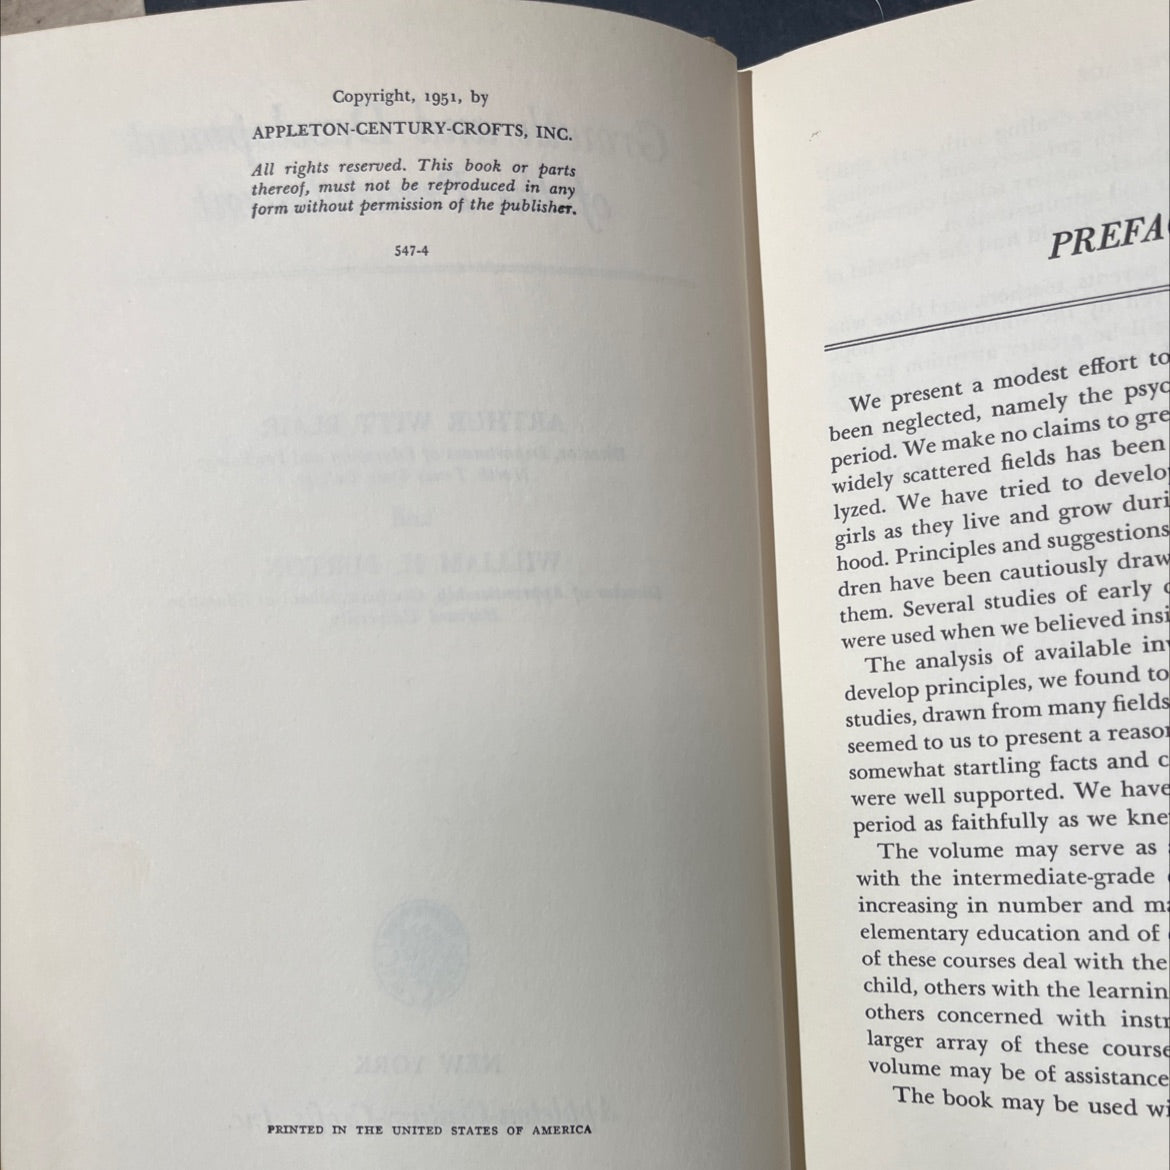 Copyright, 1951, by
APPLETON-CENTURY-CROFTS, INC.
All rights reserved. This book or parts
thereof, must not be reproduced in any
form without permission of the publisher.
547-4
PRINTED IN THE UNITED STATES OF AMERICA
PREFA
We present a modest effort to
been neglected, namely the psyc
period. We make no claims to gre
widely scattered fields has been
lyzed. We have tried to develo
girls as they live and grow duri
hood. Principles and suggestions
dren have been cautiously draw
them. Several studies of early
were used when we believed insi
The analysis of available in
develop principles, we found to
studies, drawn from many fields
seemed to us to present a reaso
somewhat startling facts and c
were well supported. We have
period as faithfully as we kne
The volume may serve as
with the intermediate-grade
increasing in number and ma
elementary education and of
of these courses deal with the
child, others with the learnin
others concerned with instr
larger array of these course
volume may be of assistance
The book may be used wi